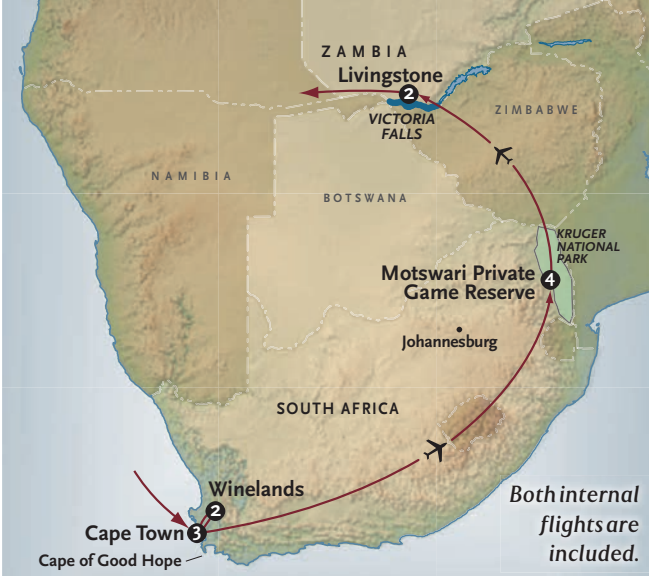 ZAMBIA
Livingstone
2
VICTORIA
FALLS
ZIMBABWE
NAMIBIA
BOTSWANA
KRUGER
NATIONAL
PARK
Motswari Private
Game Reserve
4
Johannesburg
SOUTH AFRICA
Winelands
2
Cape Town
3
Cape of Good Hope
Both internal
flights are
included.